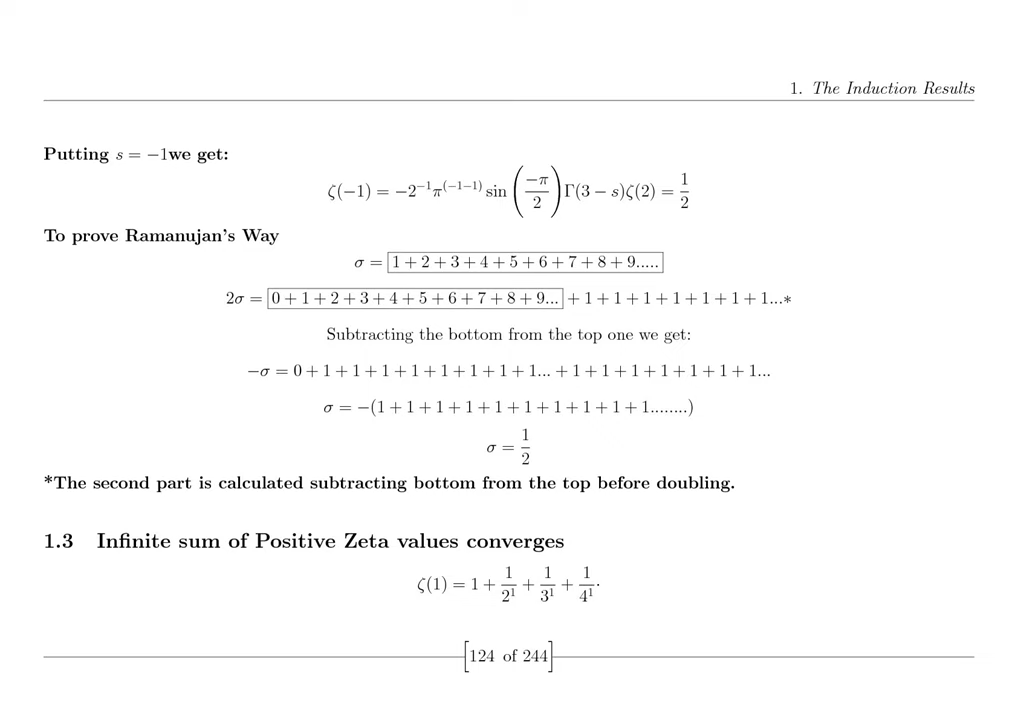 1. The Induction Results
Putting s = −1we get:
ζ(−1) = −2^{−1}π^{(−1−1)} sin(−π/2)Γ(3 − s)ζ(2) = 1/2
To prove Ramanujan's Way
σ = 1 + 2 + 3 + 4 + 5 + 6 + 7 + 8 + 9.....
2σ = 0 + 1 + 2 + 3 + 4 + 5 + 6 + 7 + 8 + 9... + 1 + 1 + 1 + 1 + 1 + 1 + 1...*
Subtracting the bottom from the top one we get:
−σ = 0 + 1 + 1 + 1 + 1 + 1 + 1 + 1 + 1... + 1 + 1 + 1 + 1 + 1 + 1 + 1...
σ = −(1 + 1 + 1 + 1 + 1 + 1 + 1 + 1 + 1 + 1........)
σ = 1/2
*The second part is calculated subtracting bottom from the top before doubling.
1.3 Infinite sum of Positive Zeta values converges
ζ(1) = 1 + 1/2^1 + 1/3^1 + 1/4^1 .
[124 of 244]